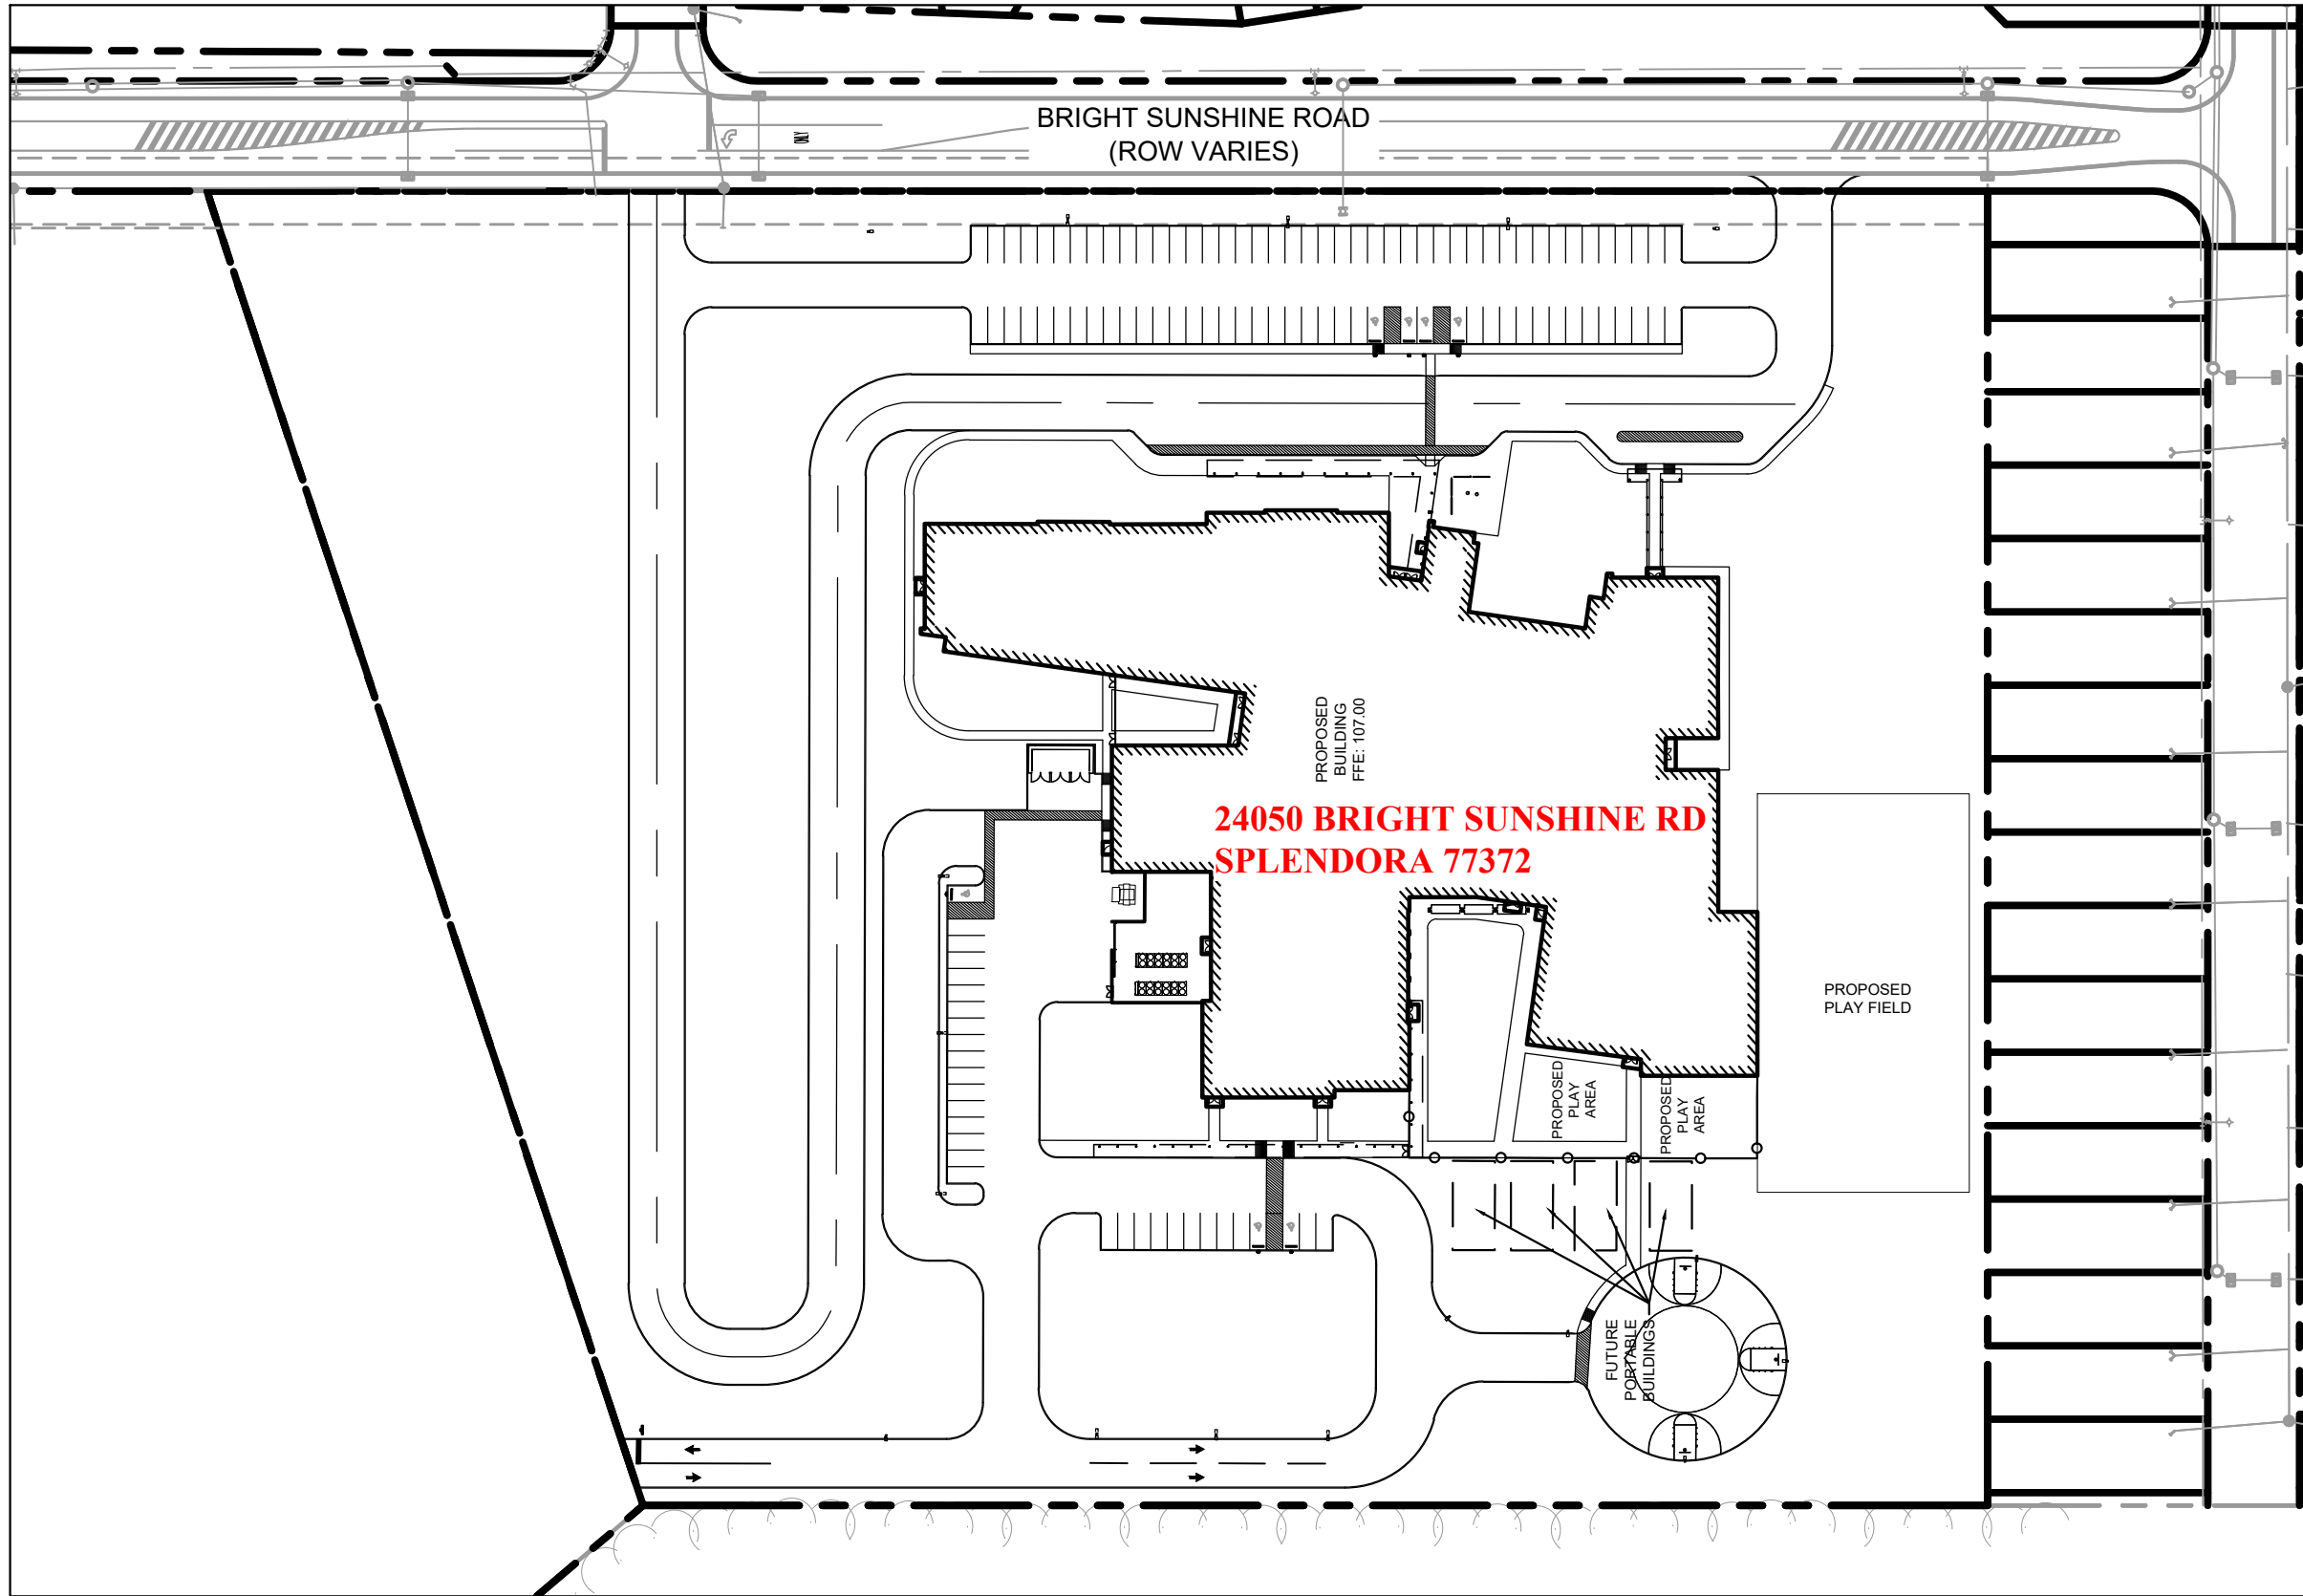 BRIGHT SUNSHINE ROAD
(ROW VARIES)
ONLY
PROPOSED
BUILDING
FFE: 107.00
24050 BRIGHT SUNSHINE RD
SPLENDORA 77372
PROPOSED
PLAY FIELD
PROPOSED
PLAY
AREA
PROPOSED
PLAY
AREA
FUTURE
PORTABLE
BUILDINGS